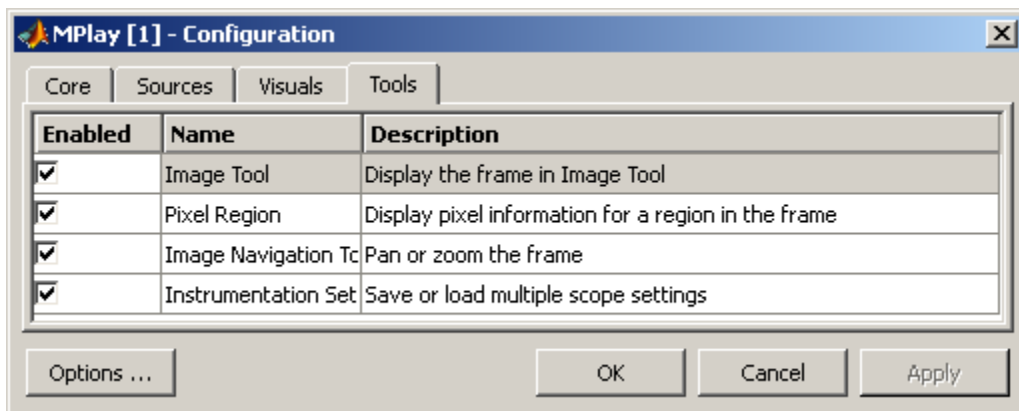 MPlay [1] - Configuration
Core Sources Visuals Tools
Enabled Name Description
Image Tool Display the frame in Image Tool
Pixel Region Display pixel information for a region in the frame
Image Navigation Tc Pan or zoom the frame
Instrumentation Set Save or load multiple scope settings
Options ... OK Cancel Apply